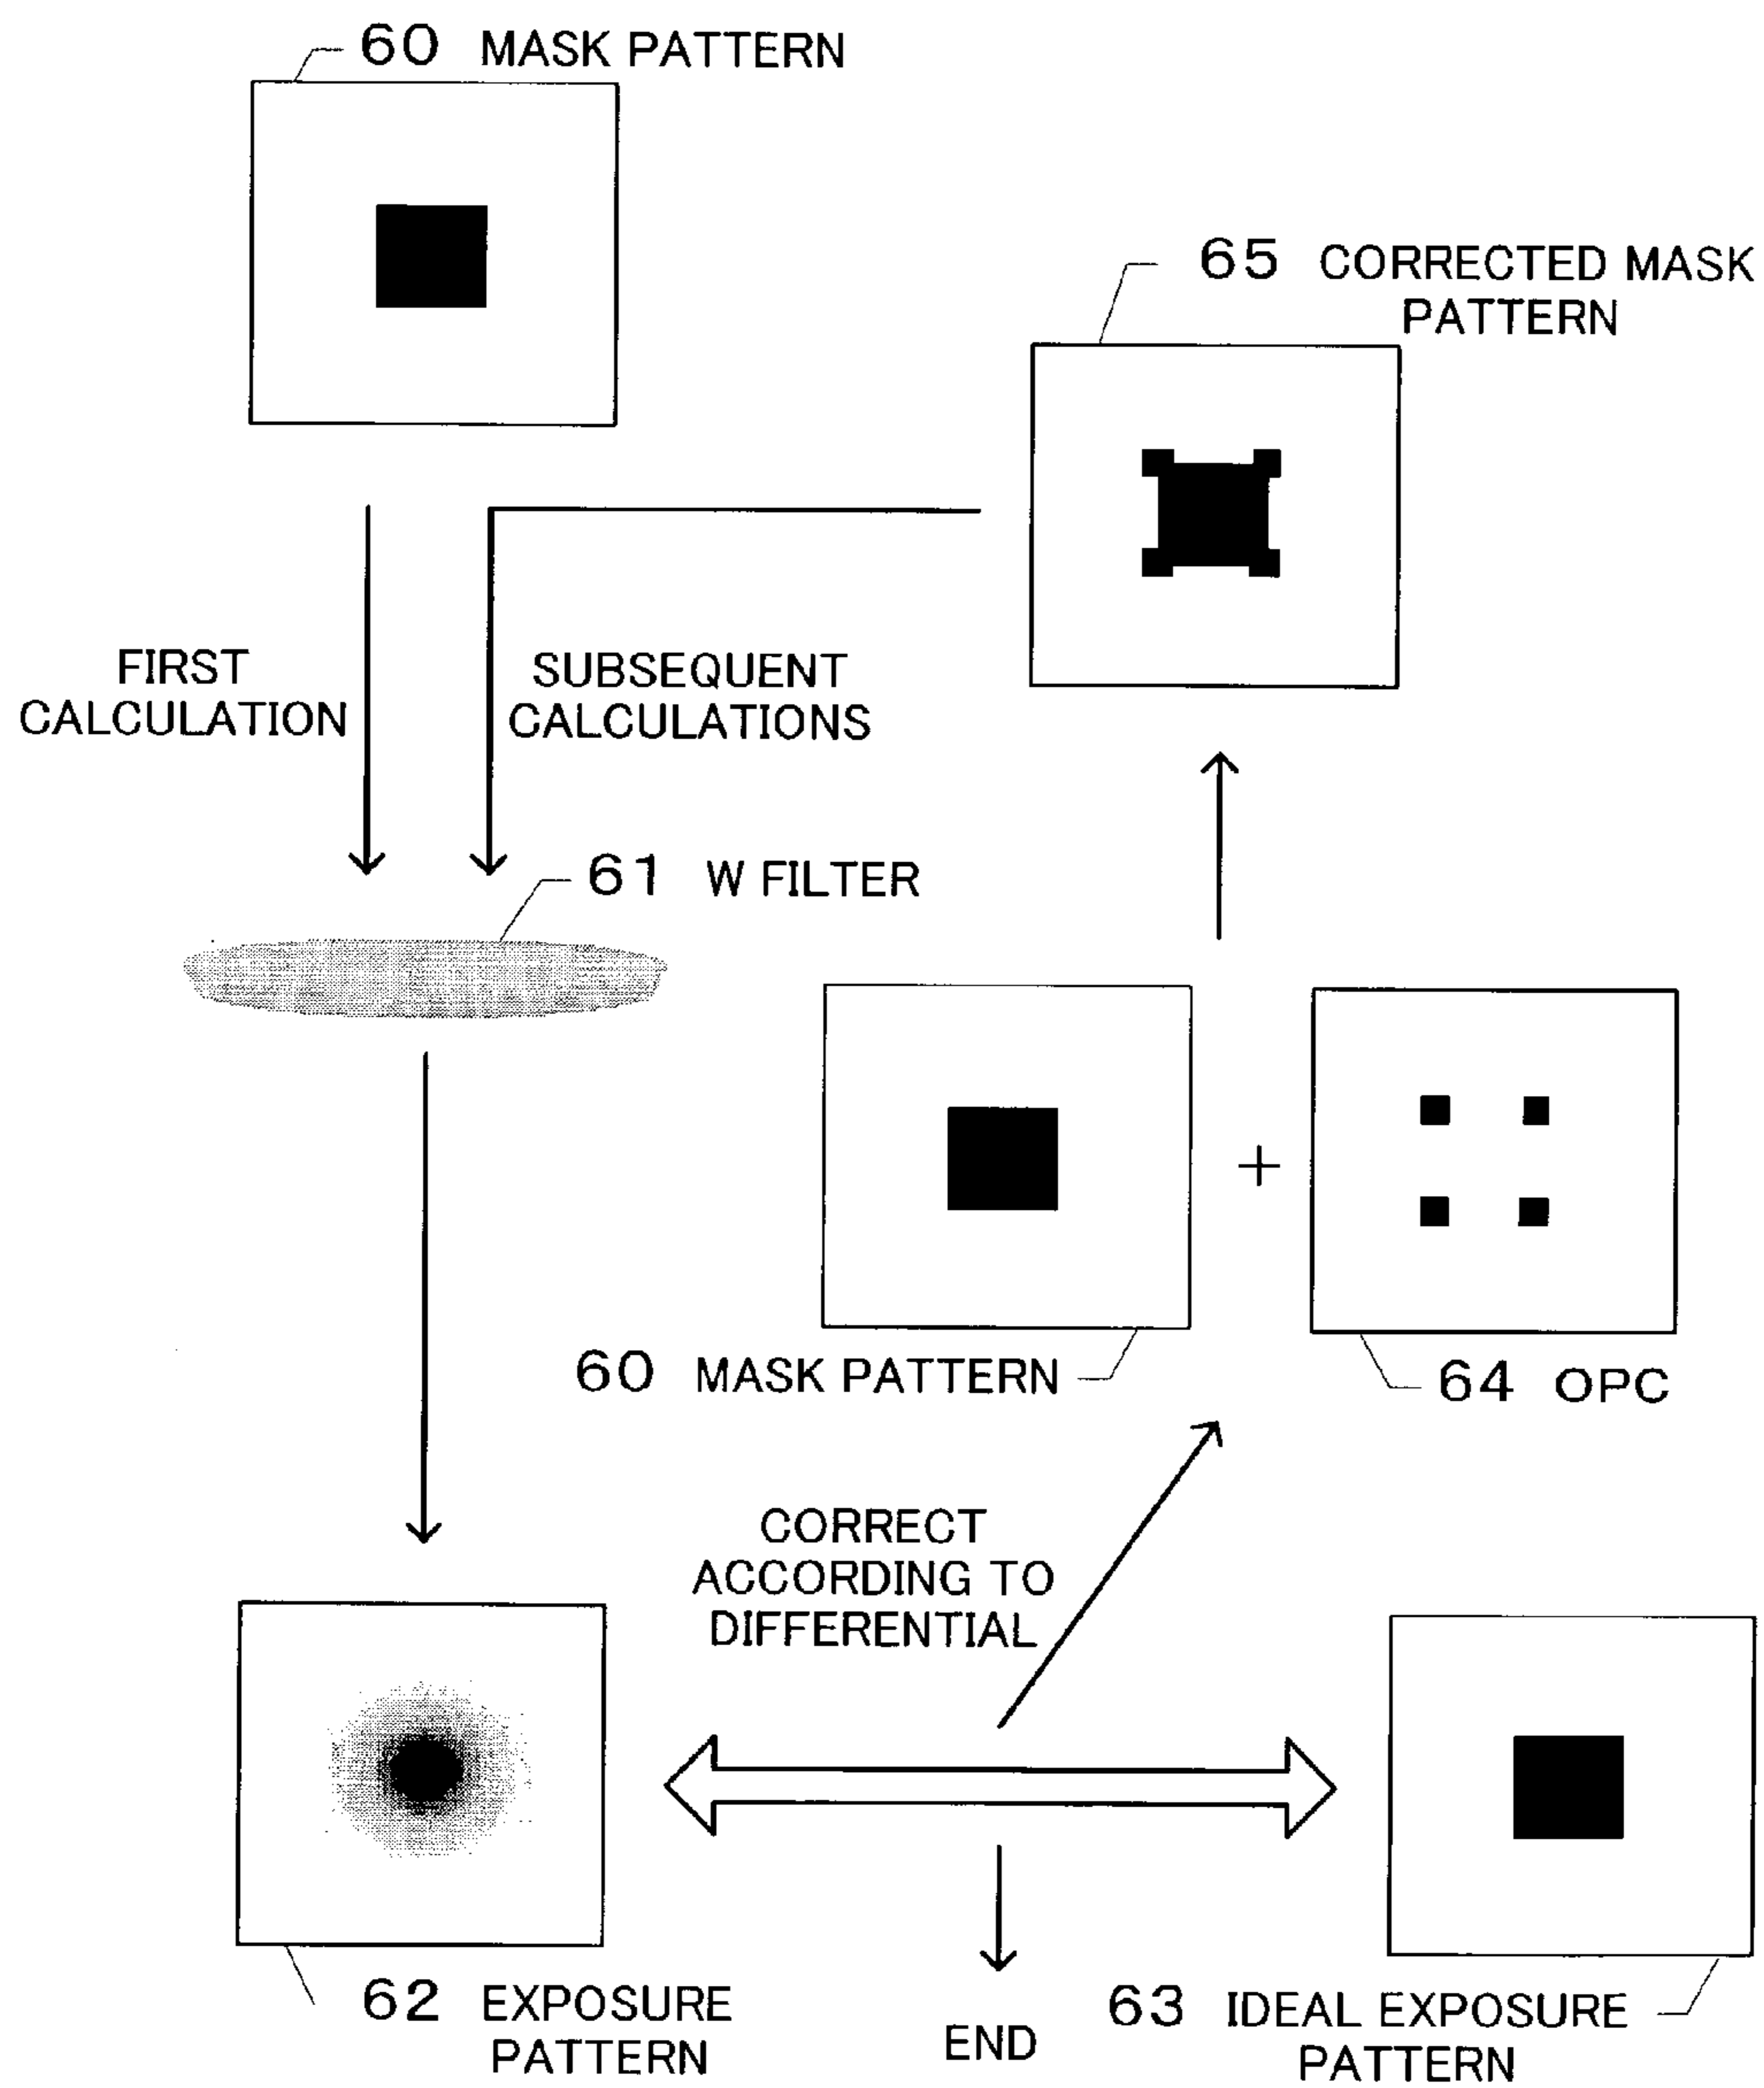 60 MASK PATTERN
65 CORRECTED MASK
PATTERN
FIRST
CALCULATION
SUBSEQUENT
CALCULATIONS
61 W FILTER
+
60 MASK PATTERN
64 OPC
CORRECT
ACCORDING TO
DIFFERENTIAL
62 EXPOSURE
PATTERN
END
63 IDEAL EXPOSURE
PATTERN